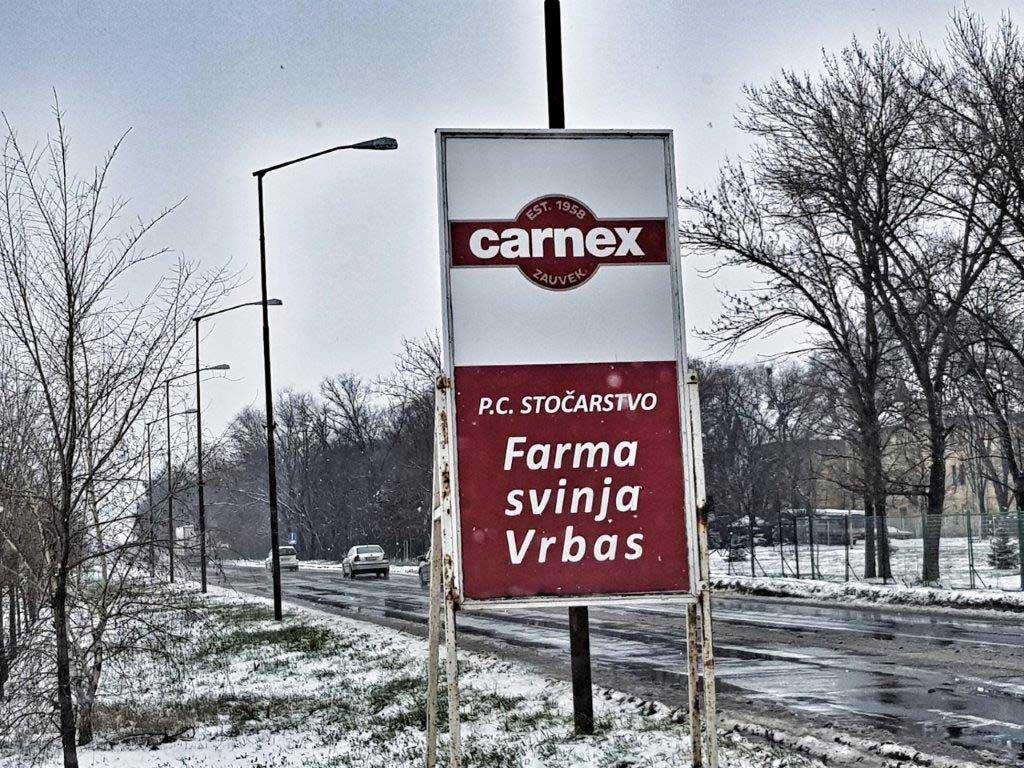 EST. 1958
carnex
ZAUVEK.
P.C. STOČARSTVO
Farma
svinja
Vrbas